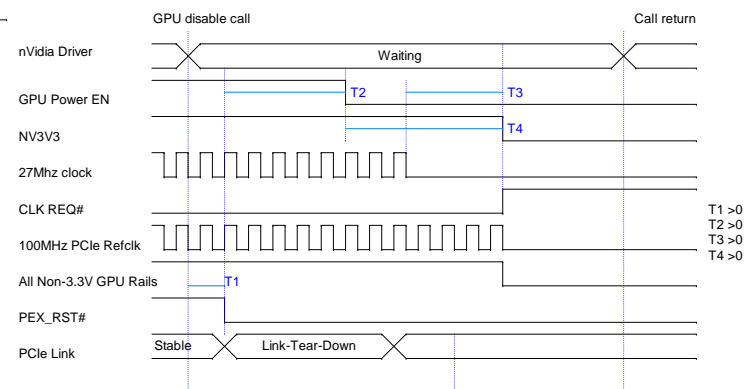 GPU disable call
Call return
nVidia Driver
Waiting
GPU Power EN
T2
T3
NV3V3
T4
27Mhz clock
CLK REQ#
T1 >0
T2 >0
T3 >0
T4 >0
100MHz PCIe Refclk
All Non-3.3V GPU Rails
T1
PEX_RST#
PCIe Link
Stable
Link-Tear-Down